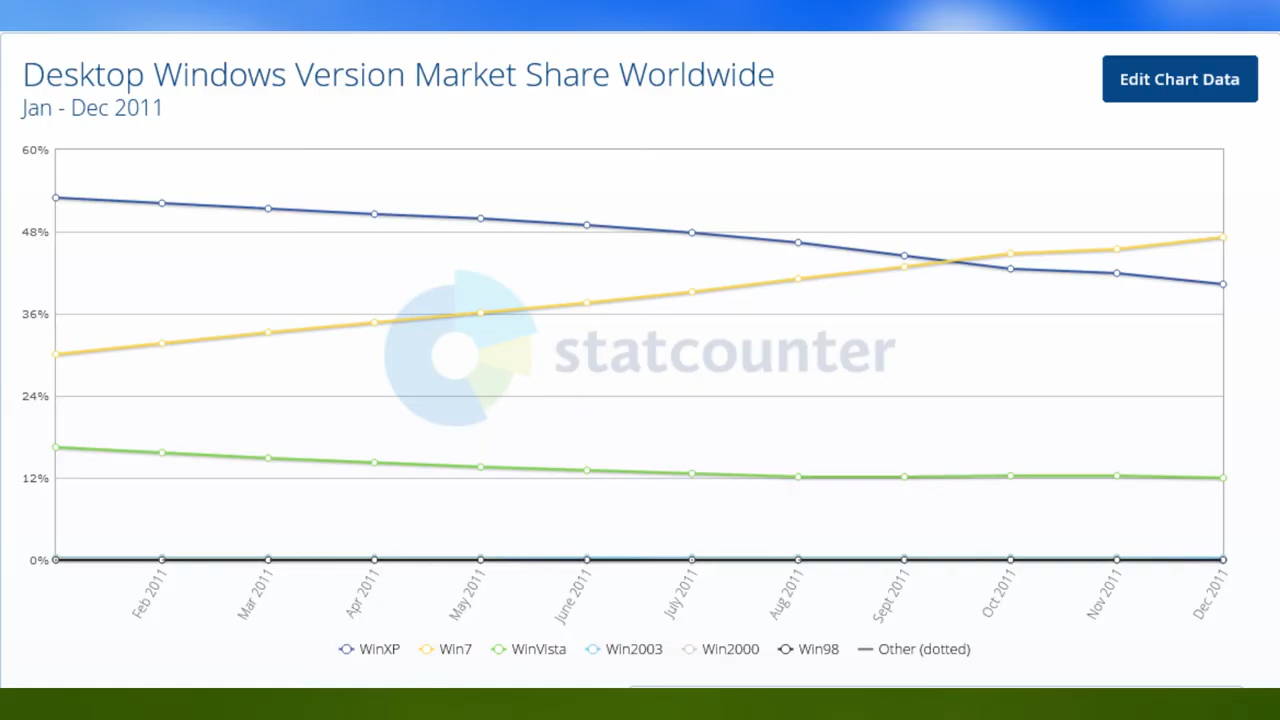 Desktop Windows Version Market Share Worldwide
Jan - Dec 2011
Edit Chart Data
60%
48%
36%
24%
12%
0%
statcounter
Feb 2011
Mar 2011
Apr 2011
May 2011
June 2011
July 2011
Aug 2011
Sept 2011
Oct 2011
Nov 2011
Dec 2011
WinXP Win7 WinVista Win2003 Win2000 Win98 Other (dotted)